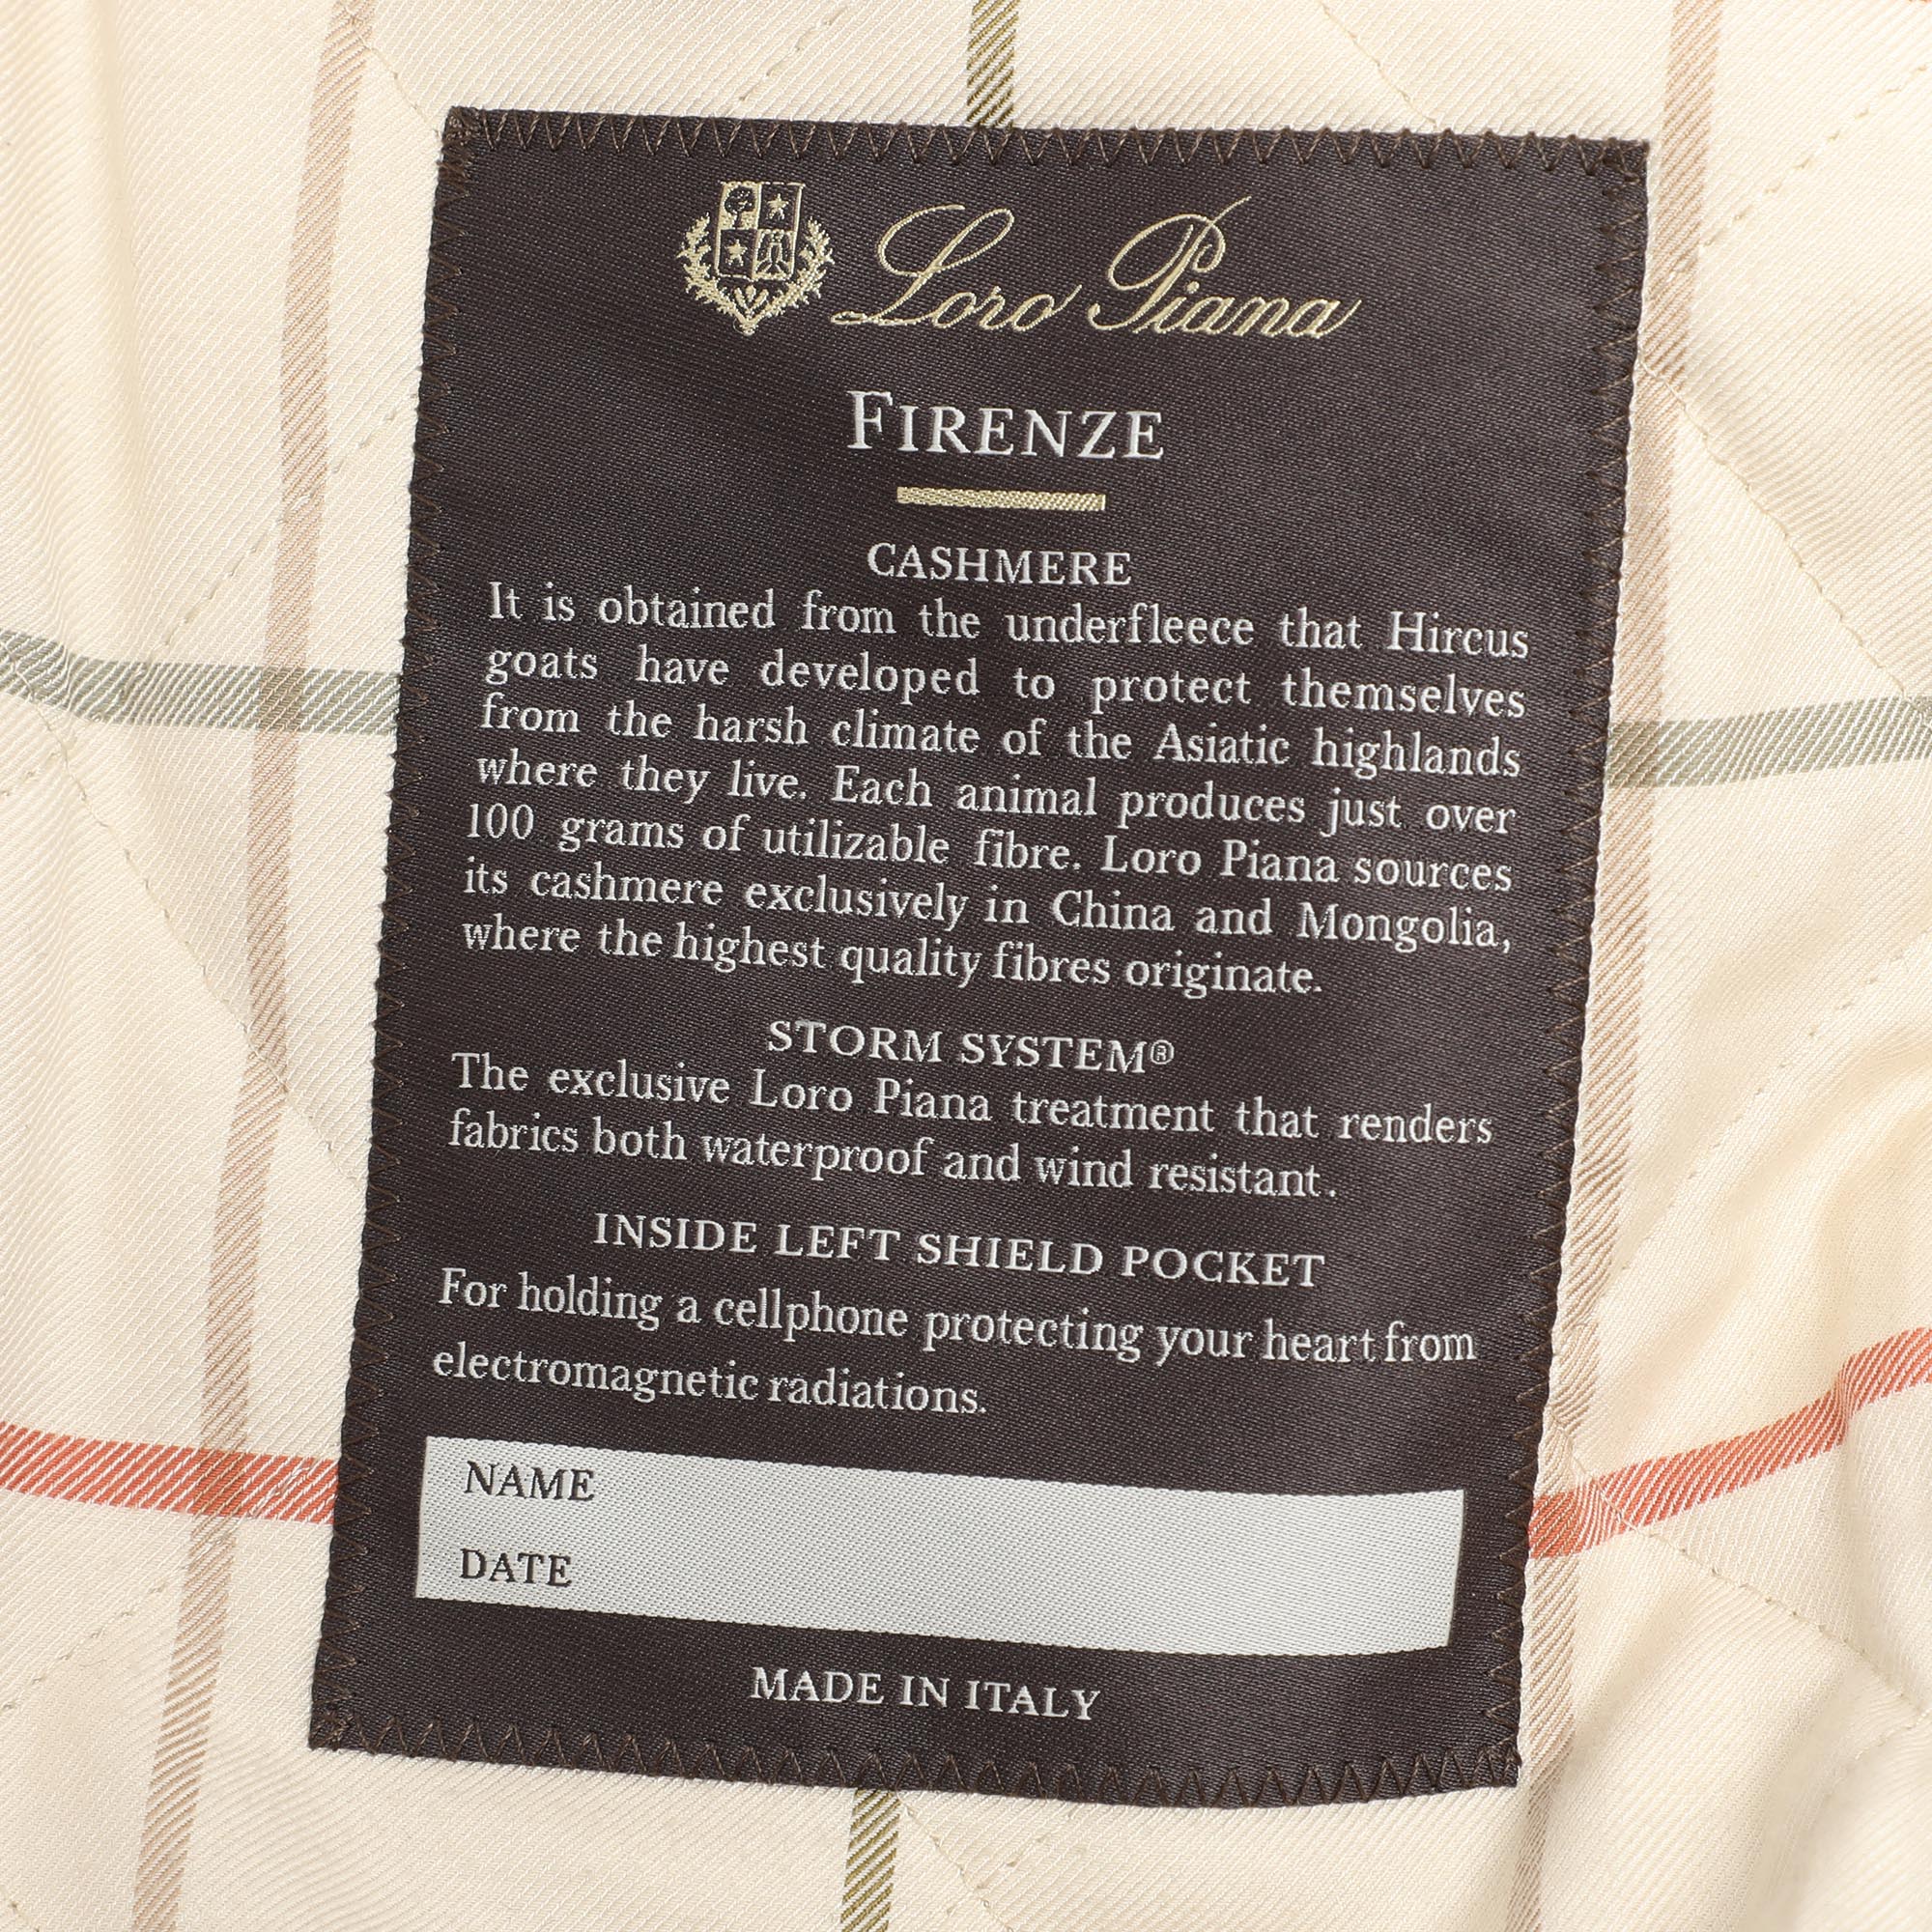 Loro Piana
FIRENZE
CASHMERE
It is obtained from the underfleece that Hircus
goats have developed to protect themselves
from the harsh climate of the Asiatic highlands
where they live. Each animal produces just over
100 grams of utilizable fibre. Loro Piana sources
its cashmere exclusively in China and Mongolia,
where the highest quality fibres originate.
STORM SYSTEM®
The exclusive Loro Piana treatment that renders
fabrics both waterproof and wind resistant.
INSIDE LEFT SHIELD POCKET
For holding a cellphone protecting your heart from
electromagnetic radiations.
NAME
DATE
MADE IN ITALY